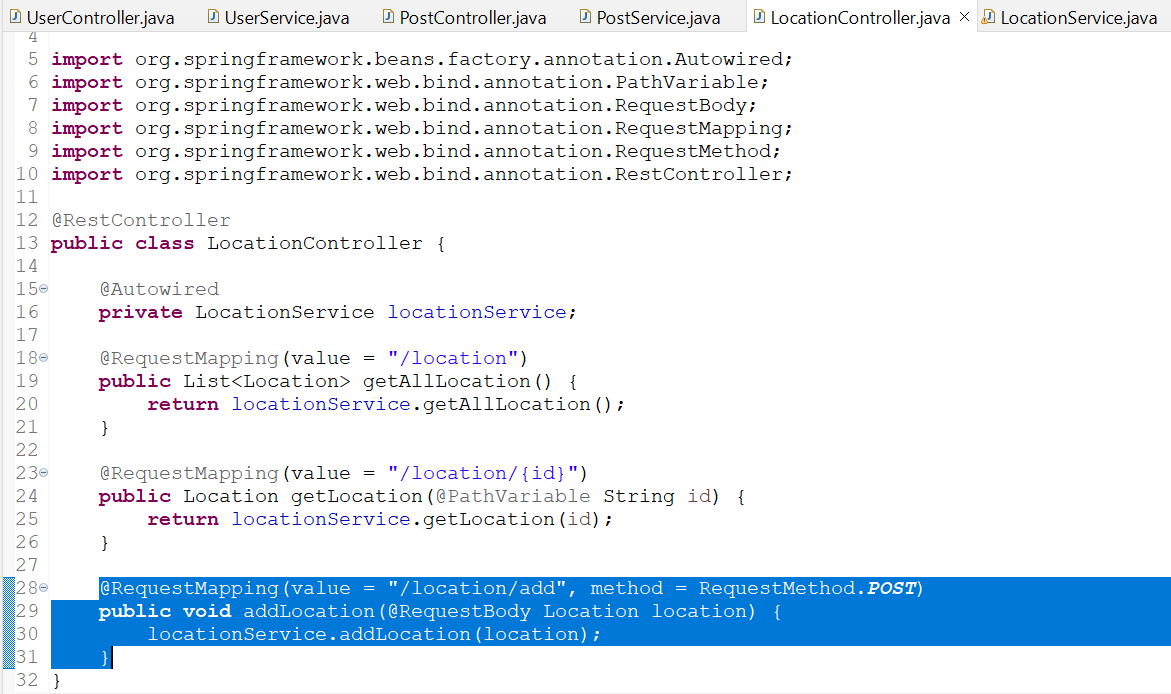 UserController.java UserService.java PostController.java PostService.java LocationController.java LocationService.java
4
5 import org.springframework.beans.factory.annotation.Autowired;
6 import org.springframework.web.bind.annotation.PathVariable;
7 import org.springframework.web.bind.annotation.RequestBody;
8 import org.springframework.web.bind.annotation.RequestMapping;
9 import org.springframework.web.bind.annotation.RequestMethod;
10 import org.springframework.web.bind.annotation.RestController;
11
12 @RestController
13 public class LocationController {
14
15     @Autowired
16     private LocationService locationService;
17
18     @RequestMapping(value = "/location")
19     public List<Location> getAllLocation() {
20         return locationService.getAllLocation();
21     }
22
23     @RequestMapping(value = "/location/{id}")
24     public Location getLocation(@PathVariable String id) {
25         return locationService.getLocation(id);
26     }
27
28     @RequestMapping(value = "/location/add", method = RequestMethod.POST)
29     public void addLocation(@RequestBody Location location) {
30         locationService.addLocation(location);
31     }
32 }